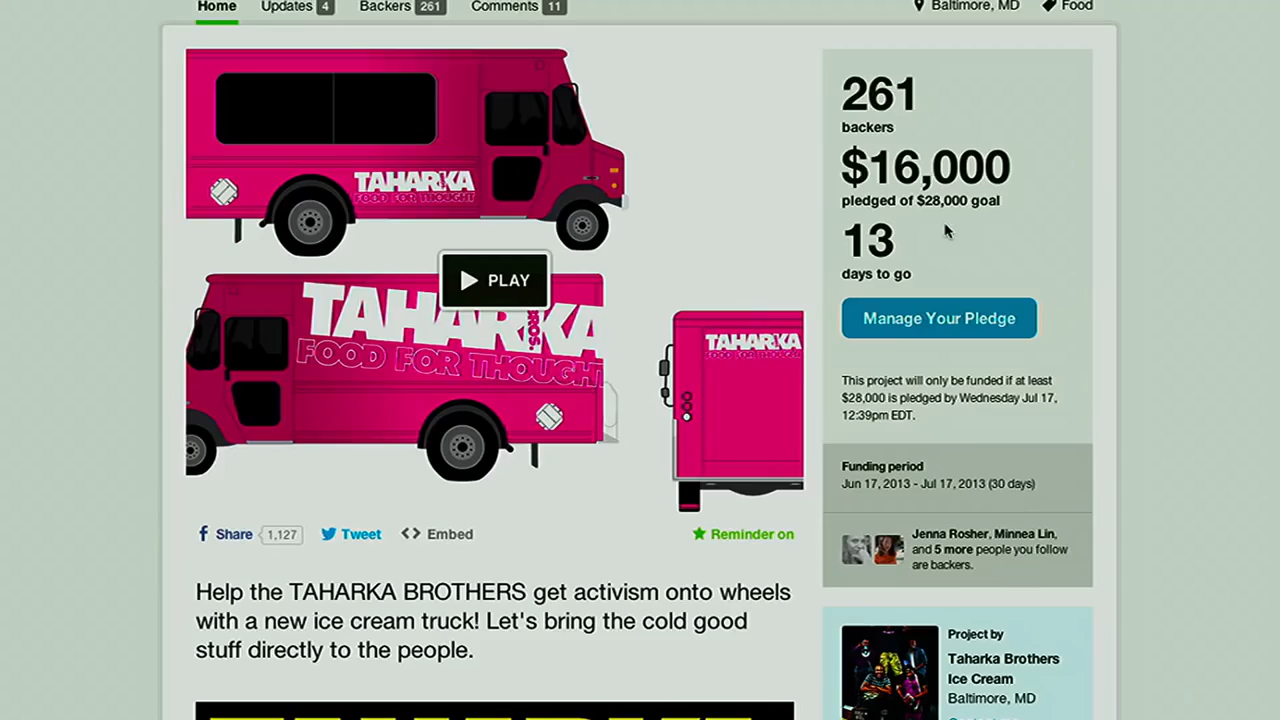 Home Updates 4 Backers 261 Comments 11 Baltimore, MD Food
TAHARKA
FOOD FOR THOUGHT
PLAY
TAHARKA
BROS.
FOOD FOR THOUGHT
TAHARKA
FOOD FOR THOUGHT
261
backers
$16,000
pledged of $28,000 goal
13
days to go
Manage Your Pledge
This project will only be funded if at least
$28,000 is pledged by Wednesday Jul 17,
12:39pm EDT.
Funding period
Jun 17, 2013 - Jul 17, 2013 (30 days)
Jenna Rosher, Minnea Lin,
and 5 more people you follow
are backers.
Share 1,127 Tweet Embed Reminder on
Help the TAHARKA BROTHERS get activism onto wheels
with a new ice cream truck! Let's bring the cold good
stuff directly to the people.
Project by
Taharka Brothers
Ice Cream
Baltimore, MD